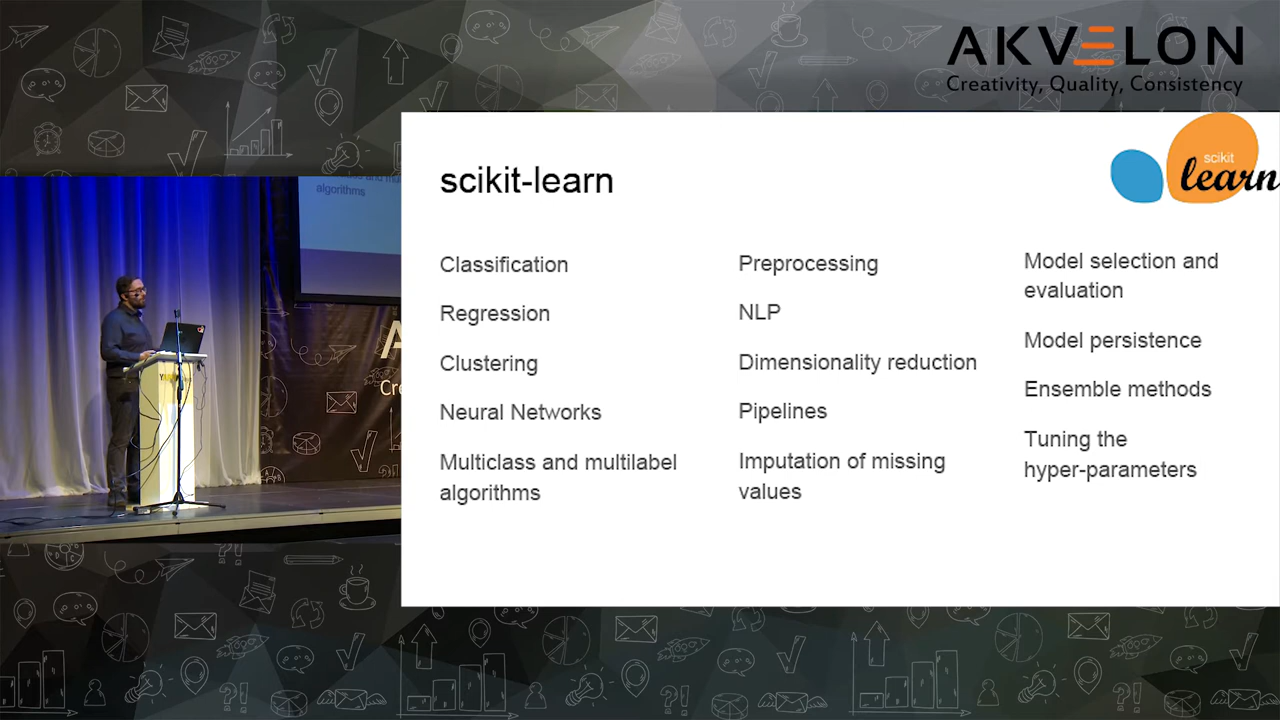 AKVELON
Creativity, Quality, Consistency
scikit-learn
scikit
learn
Classification
Regression
Clustering
Neural Networks
Multiclass and multilabel
algorithms
Preprocessing
NLP
Dimensionality reduction
Pipelines
Imputation of missing
values
Model selection and
evaluation
Model persistence
Ensemble methods
Tuning the
hyper-parameters
algorithms
A
Cre